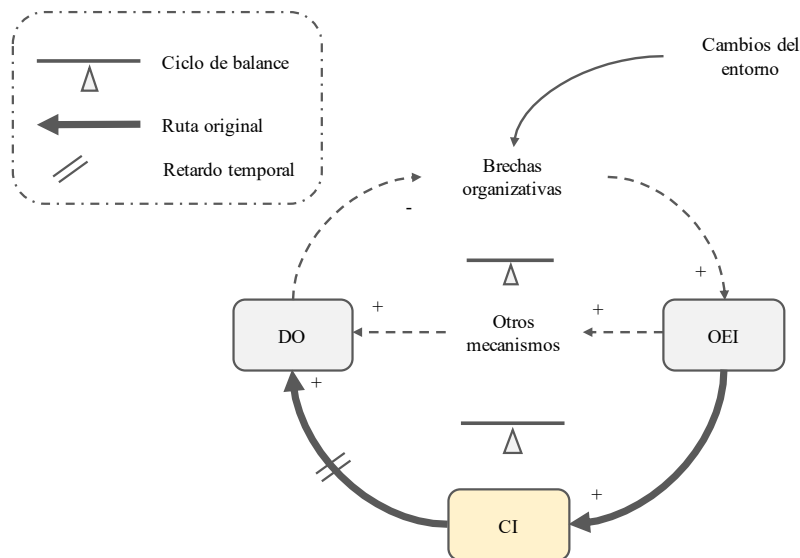 Ciclo de balance
Ruta original
Retardo temporal
Cambios del
entorno
Brechas
organizativas
-
+
+
+
DO
Otros
mecanismos
OEI
+
+
CI